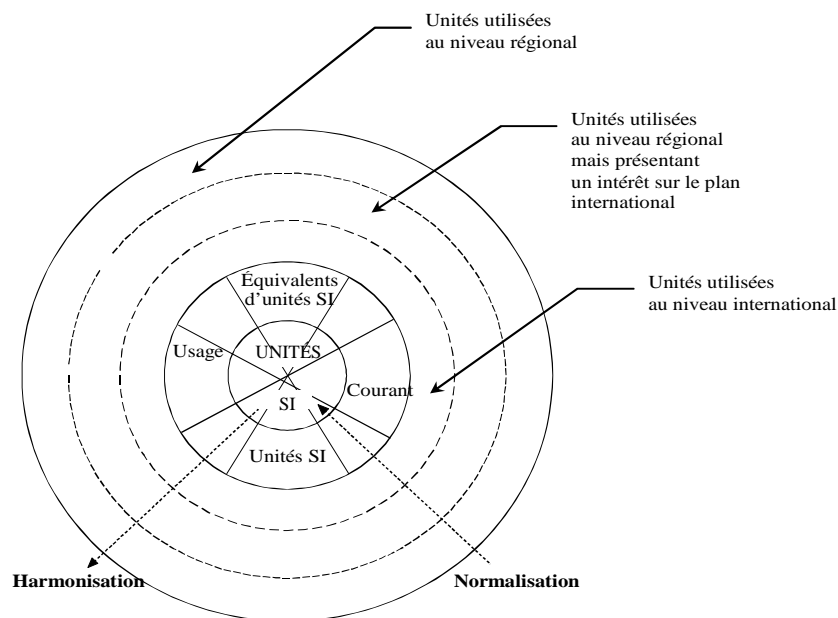 Unités utilisées
au niveau régional
Unités utilisées
au niveau régional
mais présentant
un intérêt sur le plan
international
Unités utilisées
au niveau international
Équivalents
d'unités SI
Usage
UNITÉS
Courant
SI
Unités SI
Harmonisation
Normalisation